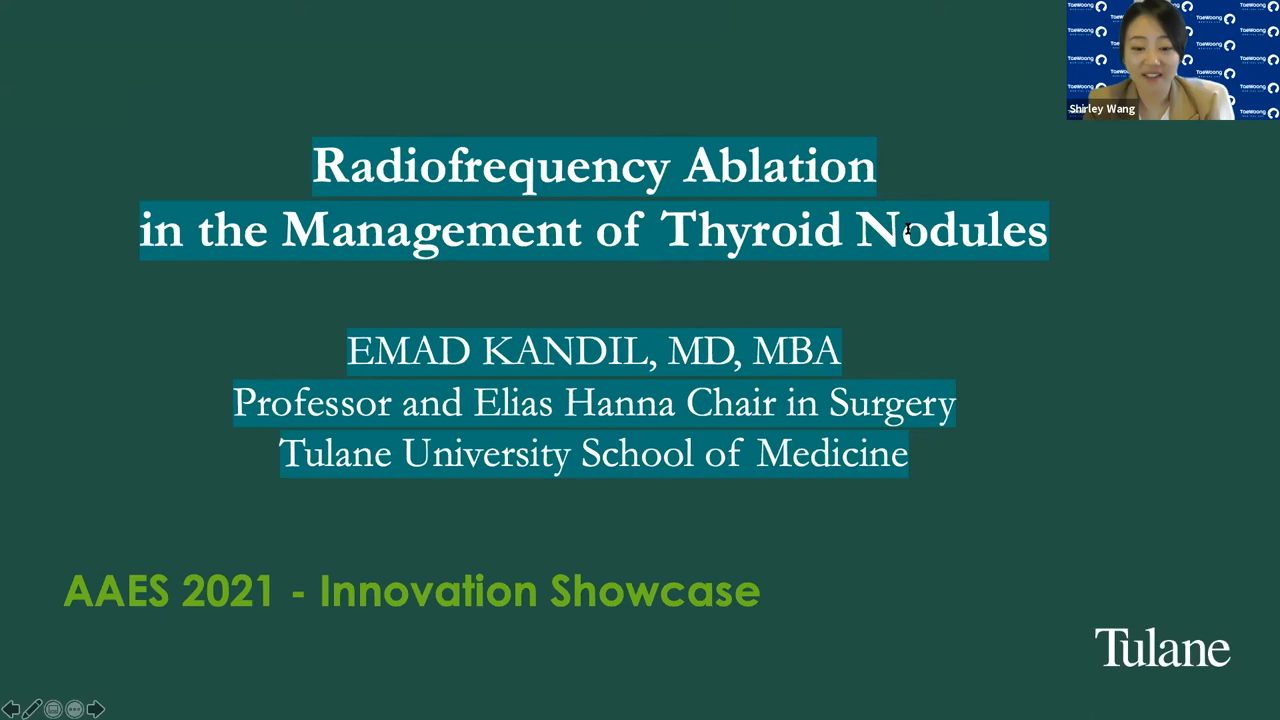 Radiofrequency Ablation
in the Management of Thyroid Nodules
EMAD KANDIL, MD, MBA
Professor and Elias Hanna Chair in Surgery
Tulane University School of Medicine
AAES 2021 - Innovation Showcase
Tulane
TaeWoong
Shirley Wang